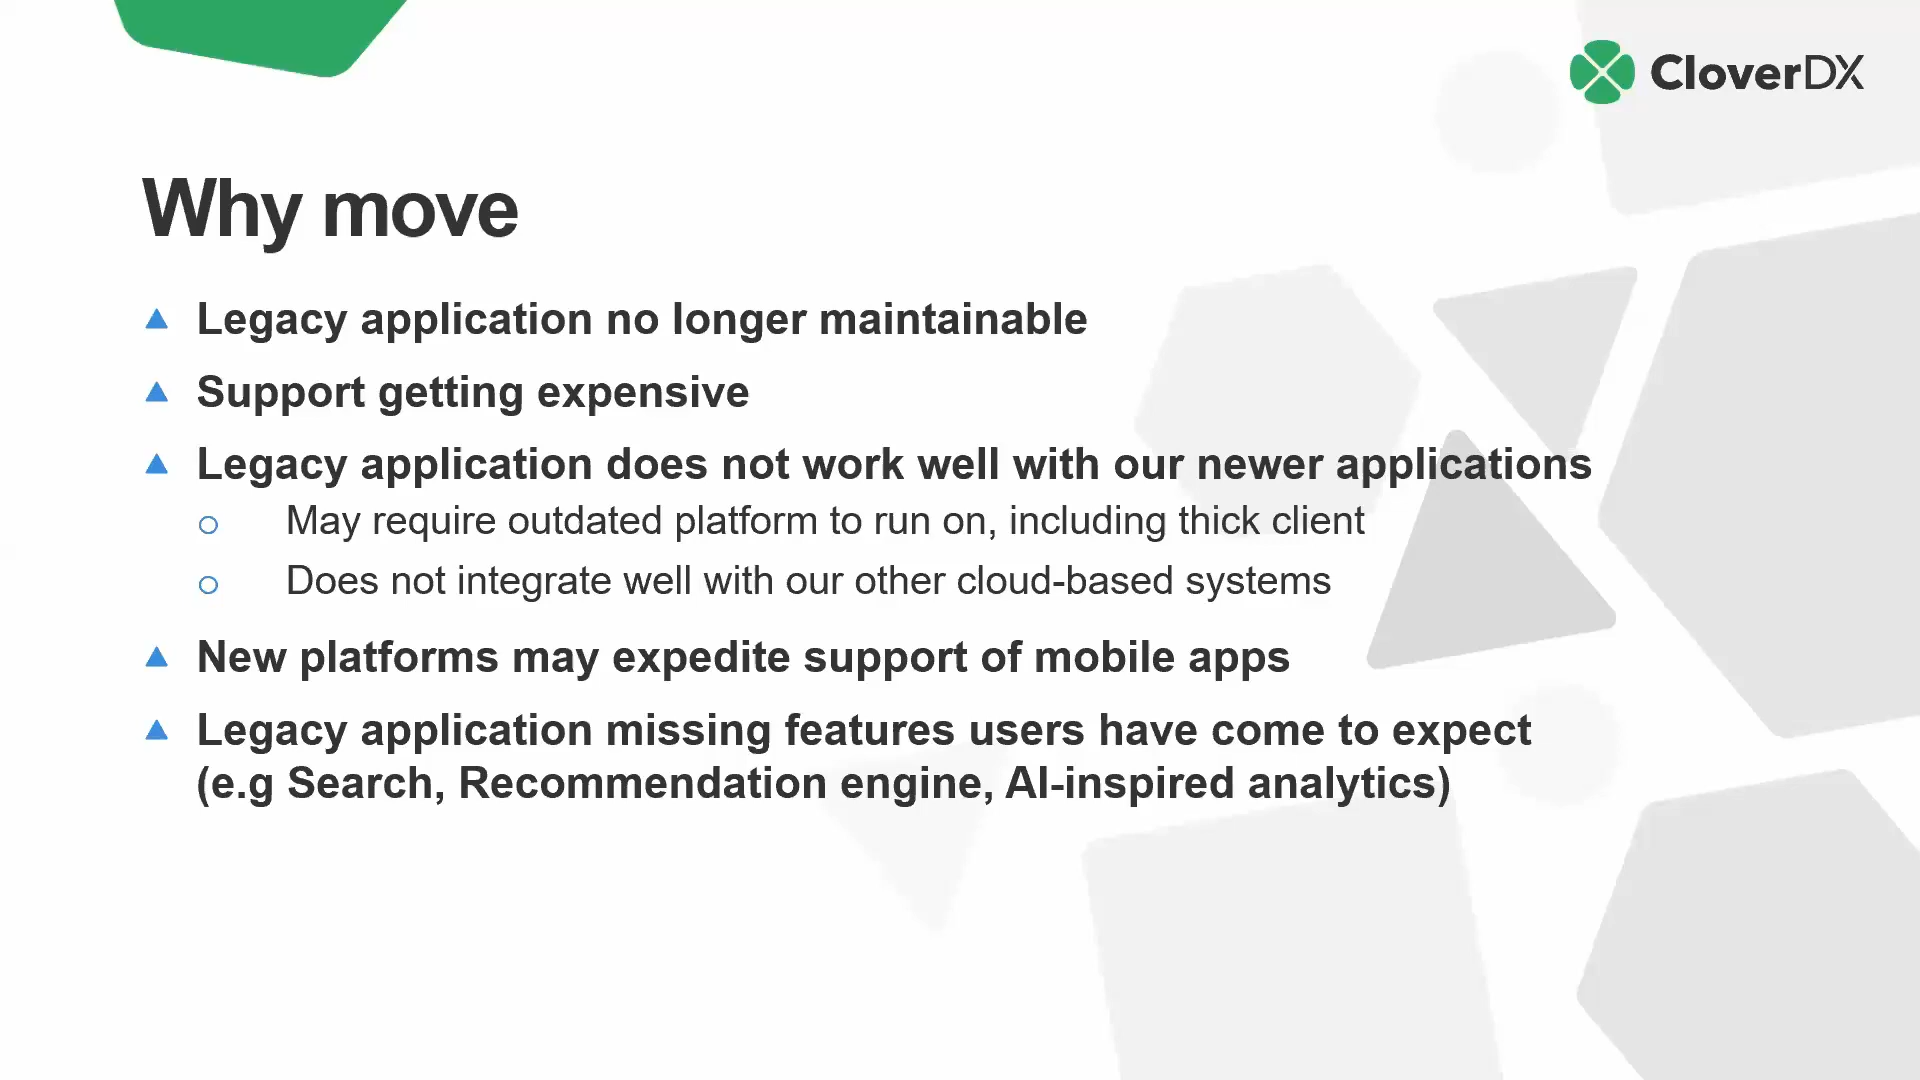 CloverDX
Why move
Legacy application no longer maintainable
Support getting expensive
Legacy application does not work well with our newer applications
May require outdated platform to run on, including thick client
Does not integrate well with our other cloud-based systems
New platforms may expedite support of mobile apps
Legacy application missing features users have come to expect
(e.g Search, Recommendation engine, AI-inspired analytics)